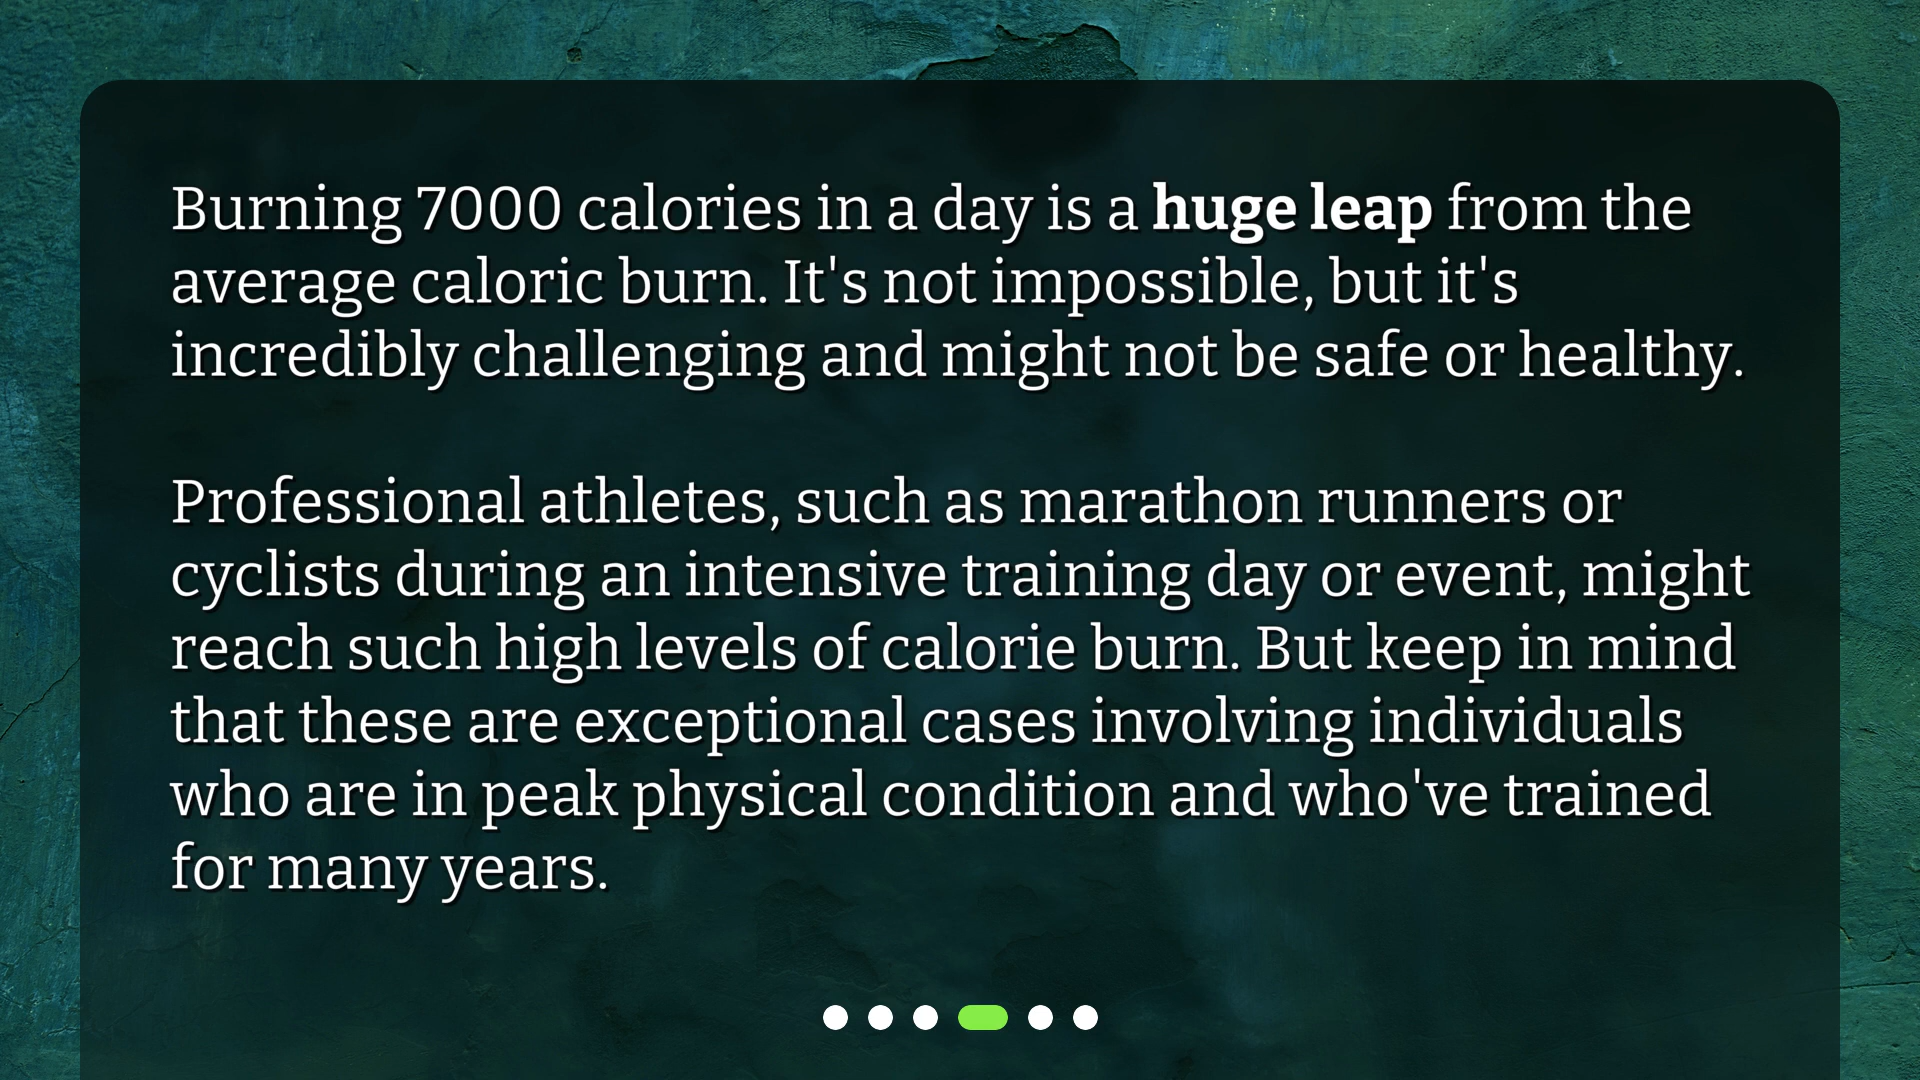 Burning 7000 calories in a day is a huge leap from the
average caloric burn. It's not impossible, but it's
incredibly challenging and might not be safe or healthy.
Professional athletes, such as marathon runners or
cyclists during an intensive training day or event, might
reach such high levels of calorie burn. But keep in mind
that these are exceptional cases involving individuals
who are in peak physical condition and who've trained
for many years.